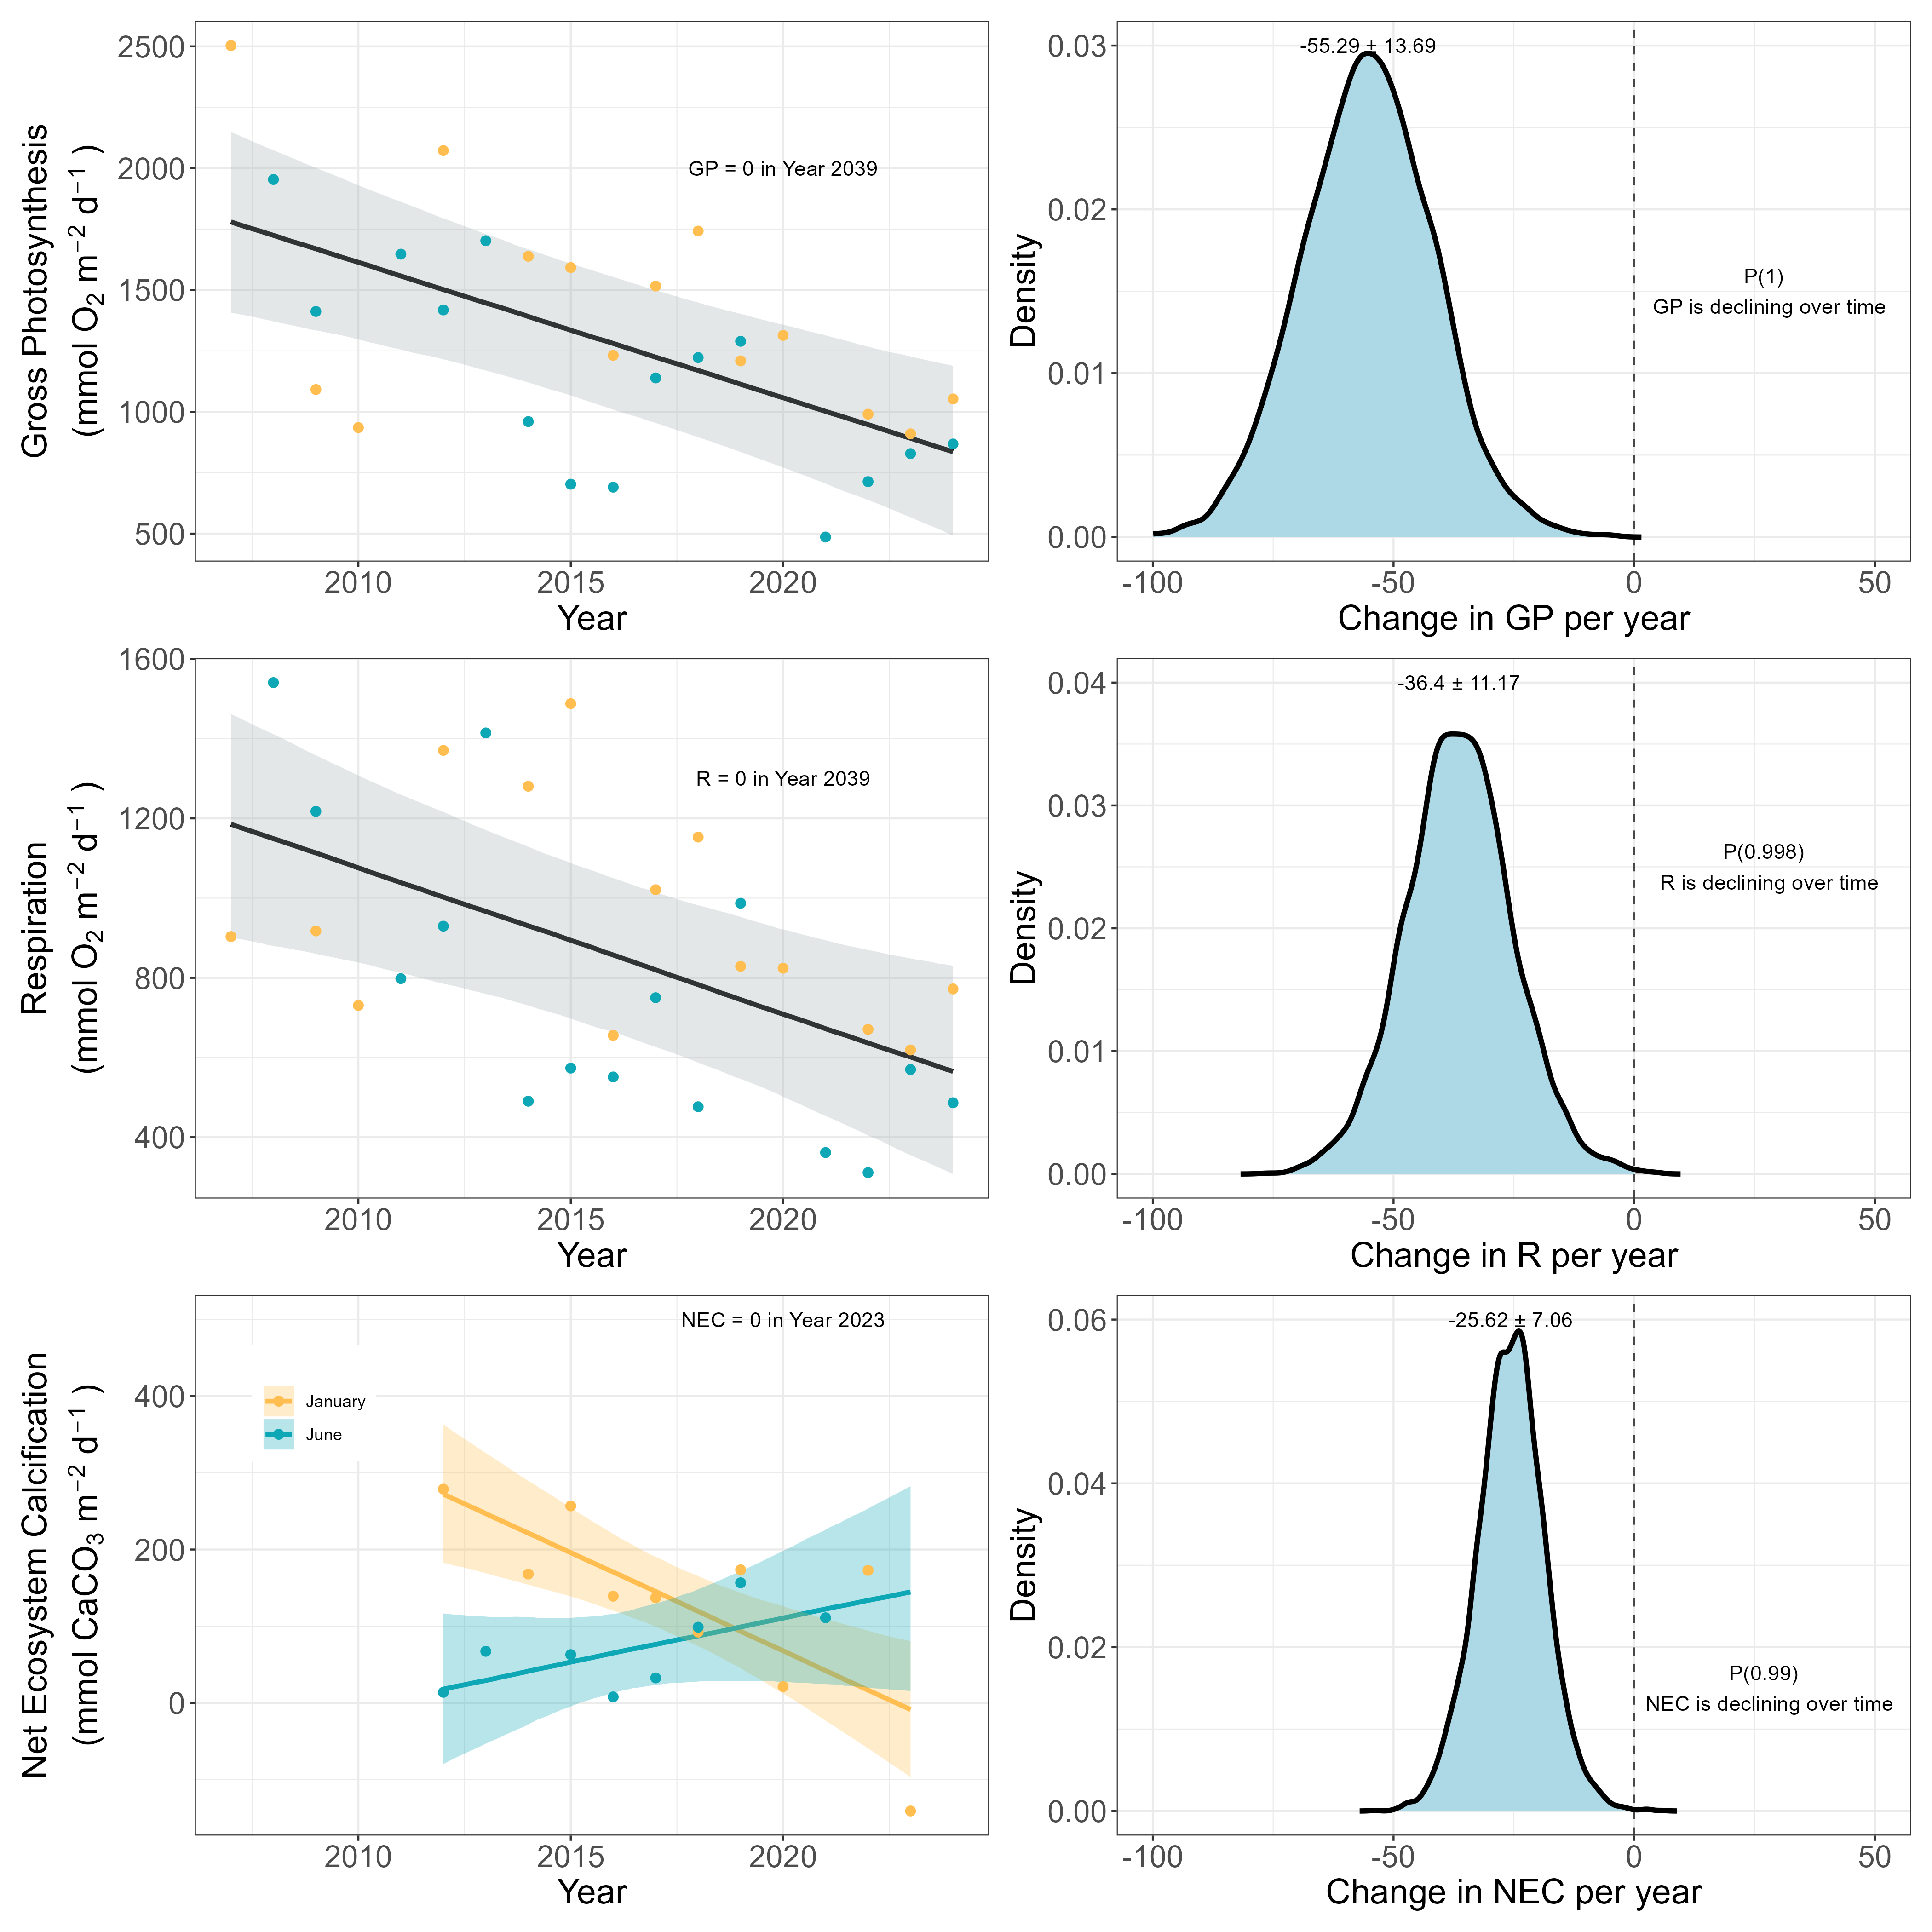 Gross Photosynthesis
(mmol O₂ m⁻² d⁻¹ )
2500
2000
1500
1000
500
GP = 0 in Year 2039
2010 2015 2020
Year
Density
0.03
0.02
0.01
0.00
-55.29 ± 13.69
P(1)
GP is declining over time
-100 -50 0 50
Change in GP per year
Respiration
(mmol O₂ m⁻² d⁻¹ )
1600
1200
800
400
R = 0 in Year 2039
2010 2015 2020
Year
Density
0.04
0.03
0.02
0.01
0.00
-36.4 ± 11.17
P(0.998)
R is declining over time
-100 -50 0 50
Change in R per year
Net Ecosystem Calcification
(mmol CaCO₃ m⁻² d⁻¹ )
400
200
0
NEC = 0 in Year 2023
January
June
2010 2015 2020
Year
Density
0.06
0.04
0.02
0.00
-25.62 ± 7.06
P(0.99)
NEC is declining over time
-100 -50 0 50
Change in NEC per year